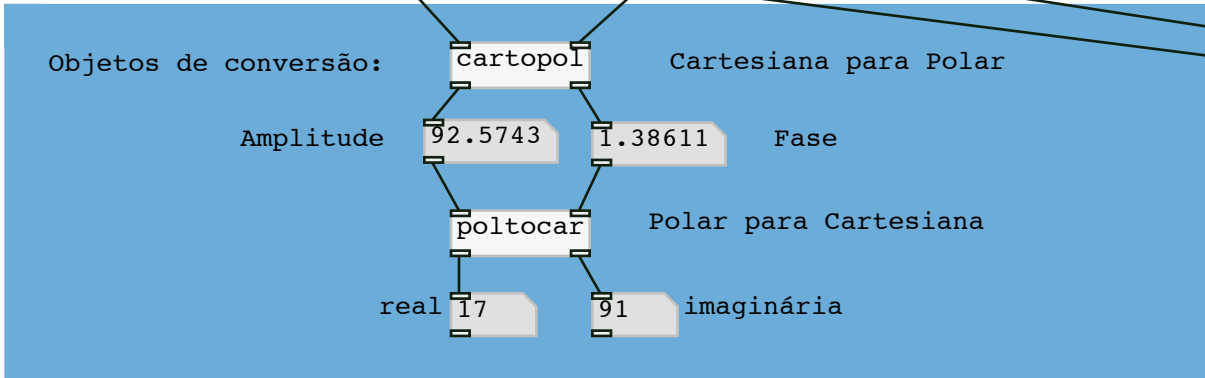 Objetos de conversão: cartopol Cartesiana para Polar
Amplitude 92.5743 1.38611 Fase
poltocar Polar para Cartesiana
real 17 91 imaginária